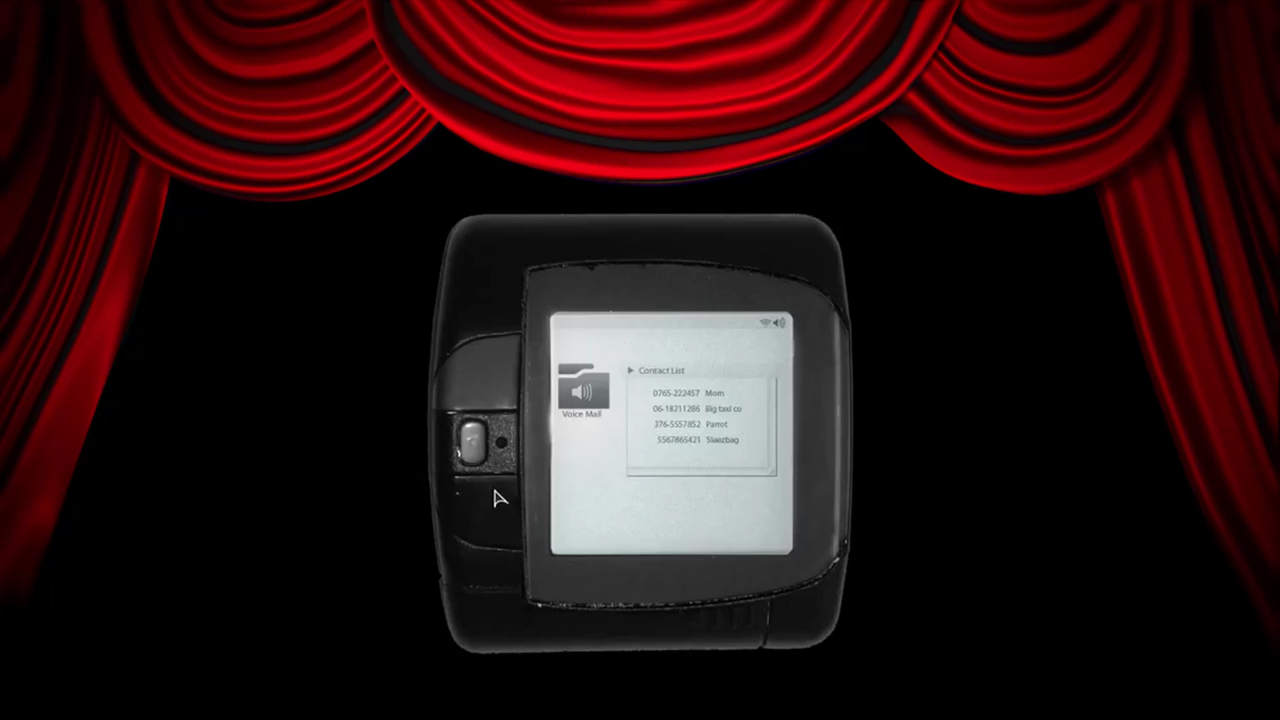 Contact List
0765-222457 Mom
06-18211286 Big taxi co
376-5557852 Parrot
5567865421 Slaezbag
Voice Mail